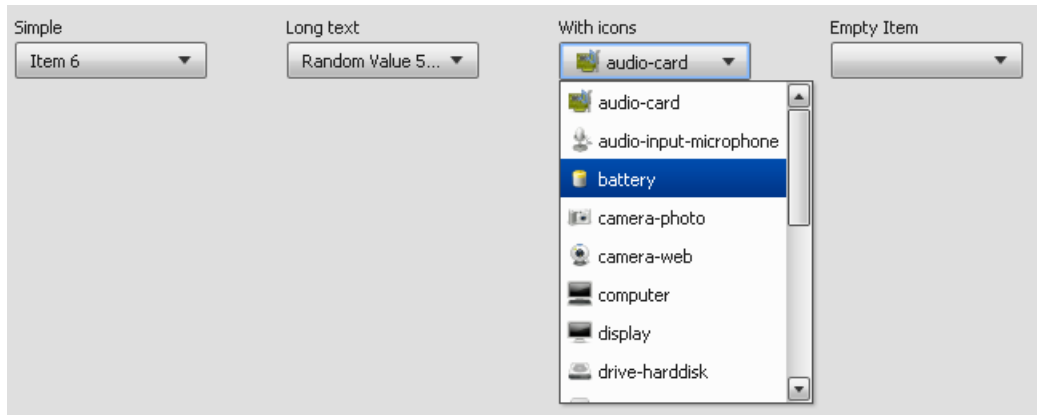 Simple
Long text
With icons
Empty Item
Item 6
Random Value 5...
audio-card
audio-card
audio-input-microphone
battery
camera-photo
camera-web
computer
display
drive-harddisk